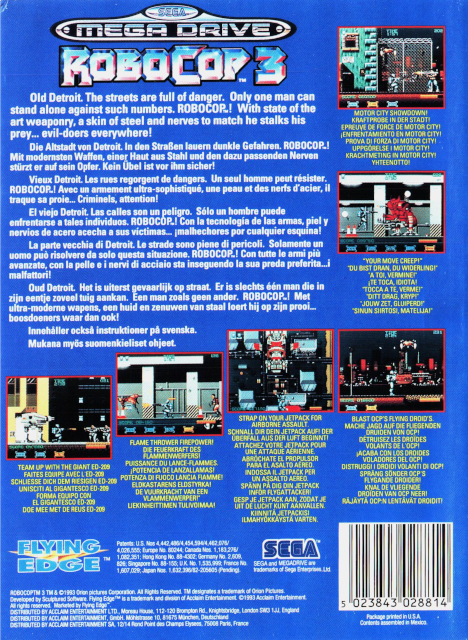 SEGA
MEGA DRIVE
ROBOCOP 3
Old Detroit. The streets are full of danger. Only one man can
stand alone against such numbers. ROBOCOP.! With state of the
art weaponry, a skin of steel and nerves to match he stalks his
prey... evil-doers everywhere!
Die Altstadt von Detroit. In den Straßen lauern dunkle Gefahren. ROBOCOP.!
Mit modernsten Waffen, einer Haut aus Stahl und den dazu passenden Nerven
stürzt er auf sein Opfer. Kein Übel ist vor ihm sicher!
Vieux Detroit. Les rues regorgent de dangers. Un seul homme peut résister.
ROBOCOP.! Avec un armement ultra-sophistiqué, une peau et des nerfs d'acier, il
traque sa proie... Criminels, attention!
El viejo Detroit. Las calles son un peligro. Sólo un hombre puede
enfrentarse a tales individuos. ROBOCOP.! Con la tecnología de las armas, piel y
nervios de acero acecha a sus víctimas... ¡malhechores por cualquier esquina!
La parte vecchia di Detroit. Le strade sono piene di pericoli. Solamente un
uomo può risolvere da solo questa situazione. ROBOCOP.! Con tutte le armi più
avanzate, con la pelle e i nervi di acciaio sta inseguendo la sua preda preferita...i
malfattori!
Oud Detroit. Het is uiterst gevaarlijk op straat. Er is slechts één man die in
zijn eentje zoveel tuig aankan. Een man zoals geen ander. ROBOCOP.! Met
ultra-moderne wapens, een huid en zenuwen van staal loert hij op zijn prooi...
boosdoeners waar dan ook!
Innehåller också instruktioner på svenska.
Mukana myös suomenkieliset ohjeet.
MOTOR CITY SHOWDOWN!
KRAFTPROBE IN DER STADT!
EPREUVE DE FORCE DE MOTOR CITY!
¡ENFRENTAMIENTO EN MOTOR CITY!
PROVA DI FORZA DI MOTOR CITY!
UPPGÖRELSE I MOTOR CITY!
KRACHTMETING IN MOTOR CITY!
YHTEENOTTO!
"YOUR MOVE CREEP!"
"DU BIST DRAN, DU WIDERLING!"
"A TOI, VERMINE!"
¡TE TOCA, IDIOTA!
"TOCCA A TE, VERME!"
"DITT DRAG, KRYP!"
"JOUW ZET, GLUIPERD!"
"SINUN SIIRTOSI, MATELIJA!"
TEAM UP WITH THE GIANT ED-209
FAITES EQUIPE AVEC L ED-209
SCHLIESSE DICH DEM RIESIGEN ED-209
UNISCITI AL GIGANTESCO ED-209
FORMA EQUIPO CON
EL GIGANTESCO ED-209
DOE MEE MET DE REUS ED-209
FLAME THROWER FIREPOWER!
DIE FEUERKRAFT DES
FLAMMENWERFERS!
PUISSANCE DU LANCE-FLAMMES.
¡POTENCIA DE LANZALLAMAS!
POTENZA DI FUOCO LANCIA FIAMME!
ELDKASTARENS ELDSTYRKA!
DE VUURKRACHT VAN EEN
VLAMMENWERPER!
LIEKINHEITTIMEN TULIVOIMAA!
STRAP ON YOUR JETPACK FOR
AIRBORNE ASSAULT.
SCHNALL DIR DEIN JETPACK AUF! DER
ÜBERFALL AUS DER LUFT BEGINNT!
ATTACHEZ VOTRE JETPACK POUR
UNE ATTAQUE AÉRIENNE.
ABRÓCHATE EL PROPULSOR
PARA EL ASALTO AÉREO.
INDOSSA IL JETPACK PER
UN ASSALTO AEREO.
SPÄNN PÅ DIG DIN JETPACK
INFÖR FLYGATTACKER!
GESP JE JETPACK AAN, ZODAT JE
UIT DE LUCHT KUNT AANVALLEN.
KIINNITÄ JETPACKISI
ILMAHYÖKKÄYSTÄ VARTEN.
BLAST OCP'S FLYING DROID'S.
MACHE JAGD AUF DIE FLIEGENDEN
DROIDEN VON OCP!
DETRUISEZ LES DROIDES
VOLANTS DE L'OCP!
¡ACABA CON LOS DROIDES
VOLADORES DEL OCP!
DISTRUGGI I DROIDI VOLANTI DI OCP!
SPRÄNG SÖNDER OCP'S
FLYGANDE DROIDER!
KNAL DE VLIEGENDE
DROÏDEN VAN OCP NEER!
RÄJÄYTÄ OCP:N LENTÄVÄT DROIDIT!
FLYING
EDGE
Patents: U.S. Nos 4,442,486/4,454,594/4,462,076/
4,026,555; Europe No. 80244; Canada Nos. 1,183,276/
1,082,351; Hong Kong No. 88-4302; Germany No. 2,609,
826; Singapore No. 88-155; U.K. No. 1,535,999; France No.
1,607,029; Japan Nos. 1,632,396/82-205605 (Pending).
SEGA
SEGA and MEGADRIVE are
trademarks of Sega Enterprises Ltd.
5 023843 028814
ROBOCOP™ 3 TM & ©1993 Orion pictures Corporation. All Rights Reserved. TM designates a trademark of Orion Pictures.
Developed by Sculptured Software. Flying Edge™ is a trademark and division of Acclaim Entertainment. ©1993 Acclaim Entertainment.
All rights reserved. Marketed by Flying Edge™.
DISTRIBUTED BY ACCLAIM ENTERTAINMENT LTD., Moreau House, 112-120 Brompton Rd., Knightsbridge, London SW3 1JJ, England
DISTRIBUTED BY ACCLAIM ENTERTAINMENT, GmbH. Möhlstrasse 10, 81675 München, Deutschland
DISTRIBUTED BY ACCLAIM ENTERTAINMENT SA, 12/14 Rond Point des Champs Elysees, 75008 Paris, France
Package printed in U.S.A
Contents assembled in Mexico.